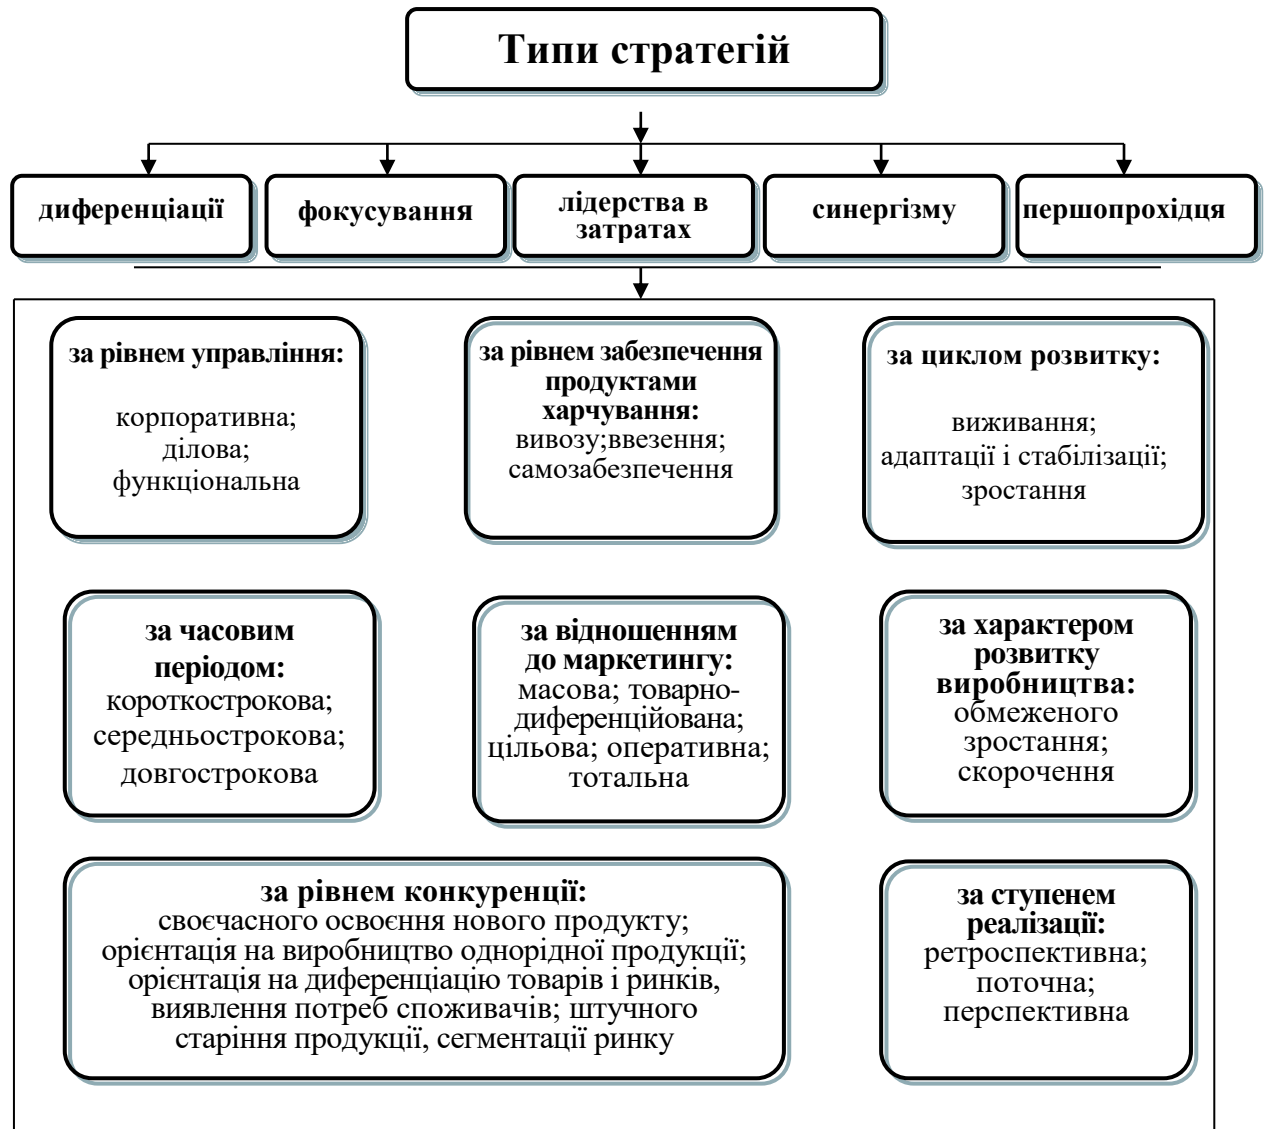 Типи стратегій
диференціації
фокусування
лідерства в
затратах
синергізму
першопрохідця
за рівнем управління:
корпоративна;
ділова;
функціональна
за рівнем забезпечення
продуктами
харчування:
вивозу;ввезення;
самозабезпечення
за циклом розвитку:
виживання;
адаптації і стабілізації;
зростання
за часовим
періодом:
короткострокова;
середньострокова;
довгострокова
за відношенням
до маркетингу:
масова; товарно-
диференційована;
цільова; оперативна;
тотальна
за характером
розвитку
виробництва:
обмеженого
зростання;
скорочення
за рівнем конкуренції:
своєчасного освоєння нового продукту;
орієнтація на виробництво однорідної продукції;
орієнтація на диференціацію товарів і ринків,
виявлення потреб споживачів; штучного
старіння продукції, сегментації ринку
за ступенем
реалізації:
ретроспективна;
поточна;
перспективна